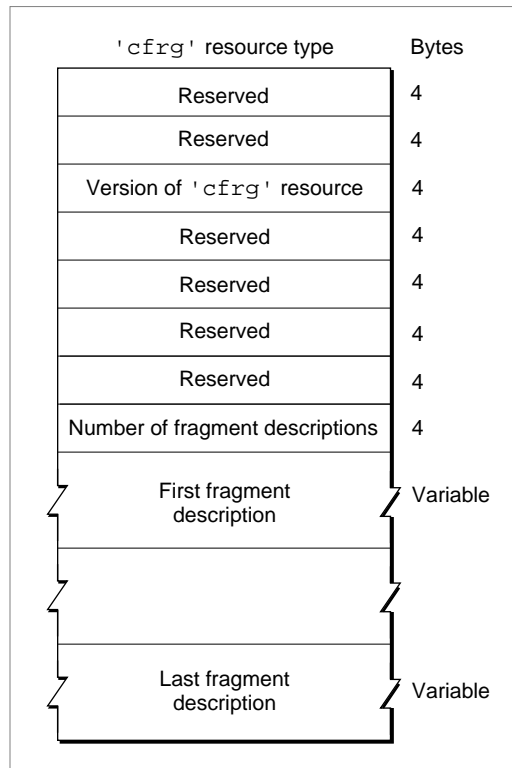 'cfrg' resource type Bytes
Reserved 4
Reserved 4
Version of 'cfrg' resource 4
Reserved 4
Reserved 4
Reserved 4
Reserved 4
Number of fragment descriptions 4
First fragment
description Variable
Last fragment
description Variable